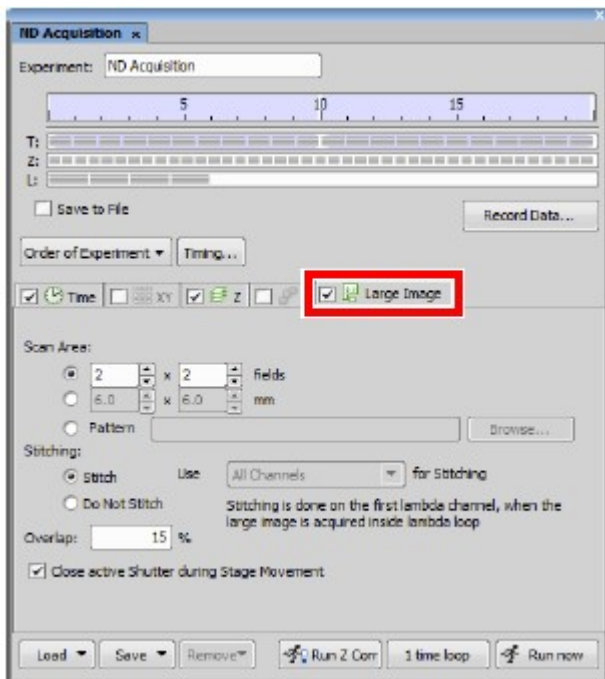 ND Acquisition x
Experiment: ND Acquisition
5 10 15
T:
Z:
L:
Save to File
Record Data...
Order of Experiment Timing...
Time XY Z Large Image
Scan Area:
2 x 2 fields
6.0 x 6.0 mm
Pattern Browse...
Stitching:
Stitch Use All Channels for Stitching
Do Not Stitch Stitching is done on the first lambda channel, when the
large image is acquired inside lambda loop
Overlap: 15 %
Close active Shutter during Stage Movement
Load Save Remove Run Z Corr 1 time loop Run now